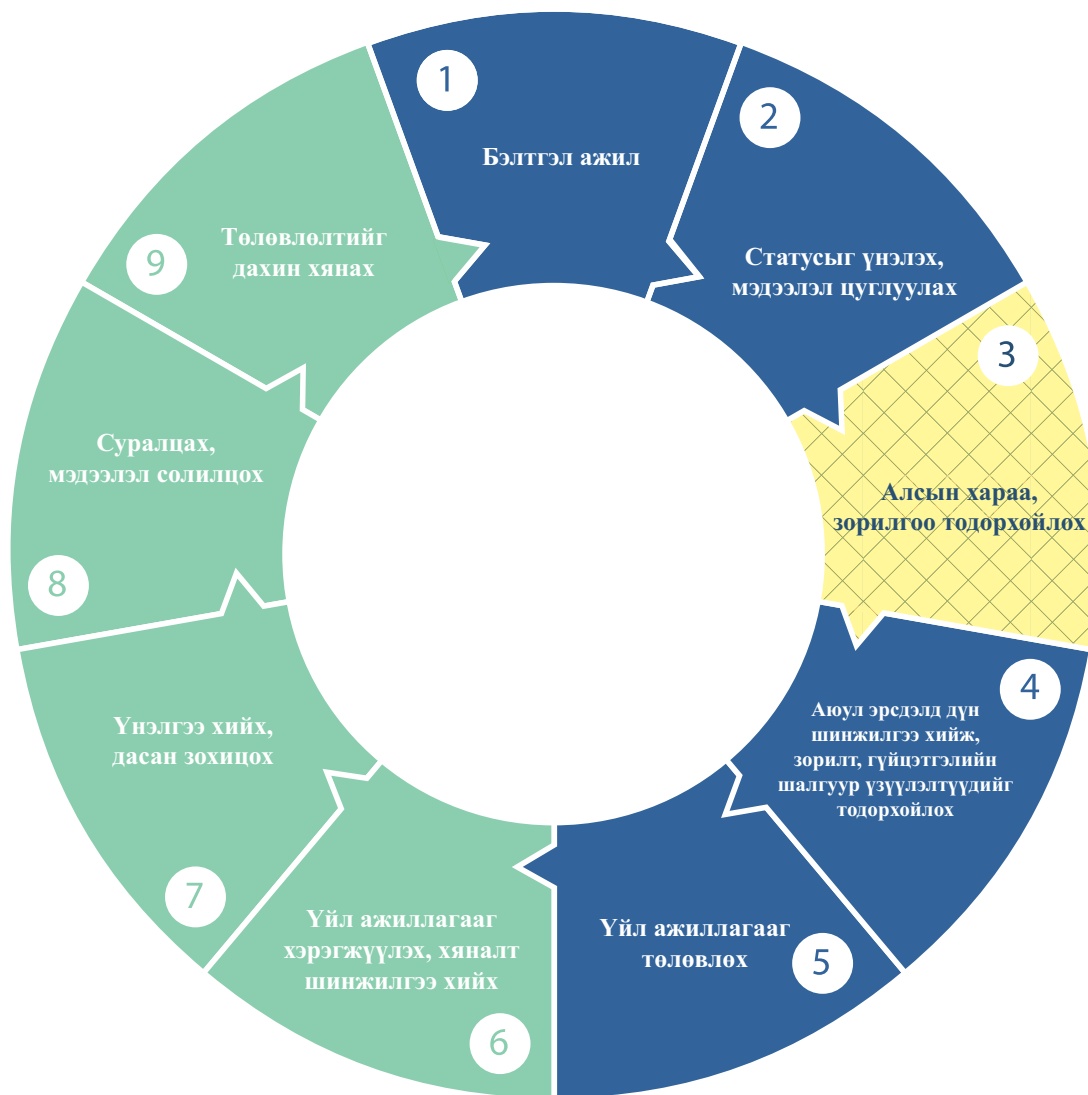 1
Бэлтгэл ажил
2
Статусыг үнэлэх,
мэдээлэл цуглуулах
3
Алсын хараа,
зорилгоо тодорхойлох
4
Аюул эрсдэлд дүн
шинжилгээ хийж,
зорилт, гүйцэтгэлийн
шалгуур үзүүлэлтүүдийг
тодорхойлох
5
Үйл ажиллагааг
төлөвлөх
6
Үйл ажиллагааг
хэрэгжүүлэх, хяналт
шинжилгээ хийх
7
Үнэлгээ хийх,
дасан зохицох
8
Суралцах,
мэдээлэл солилцох
9
Төлөвлөлтийг
дахин хянах